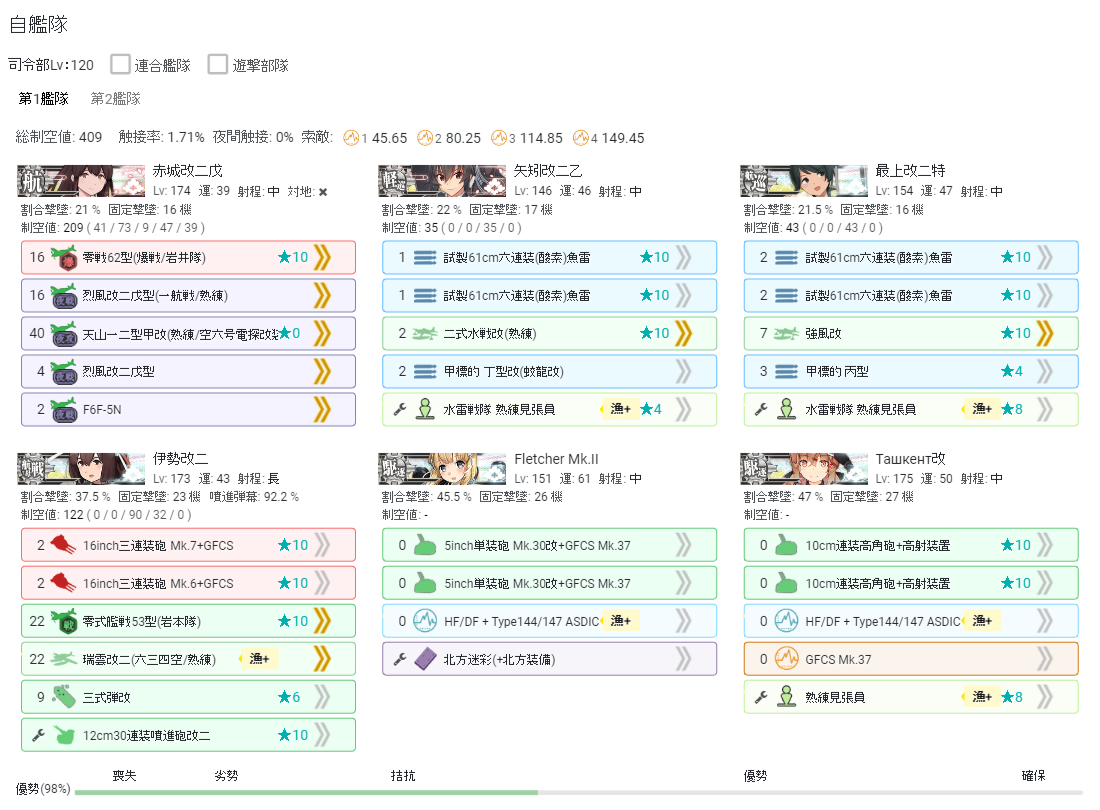 自艦隊
司令部Lv:120 連合艦隊 遊撃部隊
第1艦隊 第2艦隊
総制空値: 409 触接率: 1.71% 夜間触接: 0% 索敵: 1 45.65 2 80.25 3 114.85 4 149.45
航
赤城改二戊
Lv: 174 運: 39 射程: 中 対地: ✖
割合撃墜: 21 % 固定撃墜: 16 機
制空値: 209 ( 41 / 73 / 9 / 47 / 39 )
16 零戦62型(爆戦/岩井隊) ★10
16 烈風改二戊型(一航戦/熟練)
40 天山一二型甲改(熟練/空六号電探改装 ★0
4 烈風改二戊型
2 F6F-5N
矢矧改二乙
Lv: 146 運: 46 射程: 中
割合撃墜: 22 % 固定撃墜: 17 機
制空値: 35 ( 0 / 0 / 35 / 0 )
1 試製61cm六連装(酸素)魚雷 ★10
1 試製61cm六連装(酸素)魚雷 ★10
2 二式水戦改(熟練) ★10
2 甲標的 丁型改(蛟龍改)
水雷戦隊 熟練見張員 漁+ ★4
最上改二特
Lv: 154 運: 47 射程: 中
割合撃墜: 21.5 % 固定撃墜: 16 機
制空値: 43 ( 0 / 0 / 43 / 0 )
2 試製61cm六連装(酸素)魚雷 ★10
2 試製61cm六連装(酸素)魚雷 ★10
7 強風改 ★10
3 甲標的 丙型 ★4
水雷戦隊 熟練見張員 漁+ ★8
伊勢改二
Lv: 173 運: 43 射程: 長
割合撃墜: 37.5 % 固定撃墜: 23 機 噴進弾幕: 92.2 %
制空値: 122 ( 0 / 0 / 90 / 32 / 0 )
2 16inch三連装砲 Mk.7+GFCS ★10
2 16inch三連装砲 Mk.6+GFCS ★10
22 零式艦戦53型(岩本隊) ★10
22 瑞雲改二(六三四空/熟練) 漁+
9 三式弾改 ★6
12cm30連装噴進砲改二 ★10
Fletcher Mk.II
Lv: 151 運: 61 射程: 中
割合撃墜: 45.5 % 固定撃墜: 26 機
制空値: -
0 5inch単装砲 Mk.30改+GFCS Mk.37
0 5inch単装砲 Mk.30改+GFCS Mk.37
0 HF/DF + Type144/147 ASDIC 漁+
北方迷彩(+北方装備)
Ташкент改
Lv: 175 運: 50 射程: 中
割合撃墜: 47 % 固定撃墜: 27 機
制空値: -
0 10cm連装高角砲+高射装置 ★10
0 10cm連装高角砲+高射装置 ★10
0 HF/DF + Type144/147 ASDIC 漁+
0 GFCS Mk.37
熟練見張員 漁+ ★8
喪失 劣勢 拮抗 優勢 確保
優勢(98%)